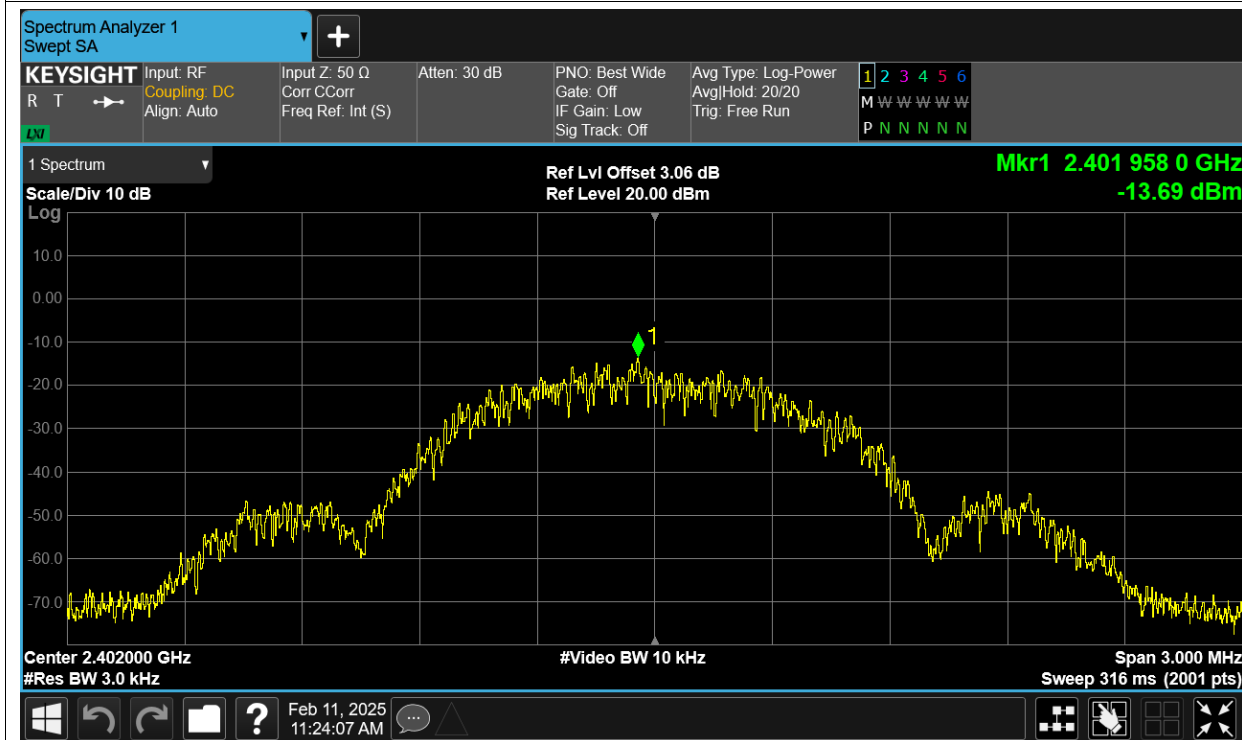 Spectrum Analyzer 1
Swept SA
+
KEYSIGHT
R T
LXI
Input: RF
Coupling: DC
Align: Auto
Input Z: 50 Ω
Corr CCorr
Freq Ref: Int (S)
Atten: 30 dB
PNO: Best Wide
Gate: Off
IF Gain: Low
Sig Track: Off
Avg Type: Log-Power
Avg|Hold: 20/20
Trig: Free Run
1 2 3 4 5 6
M W W W W W
P N N N N N
1 Spectrum
Scale/Div 10 dB
Log
Ref Lvl Offset 3.06 dB
Ref Level 20.00 dBm
Mkr1 2.401 958 0 GHz
-13.69 dBm
10.0
0.00
-10.0
-20.0
-30.0
-40.0
-50.0
-60.0
-70.0
1
Center 2.402000 GHz
#Res BW 3.0 kHz
#Video BW 10 kHz
Span 3.000 MHz
Sweep 316 ms (2001 pts)
?
Feb 11, 2025
11:24:07 AM